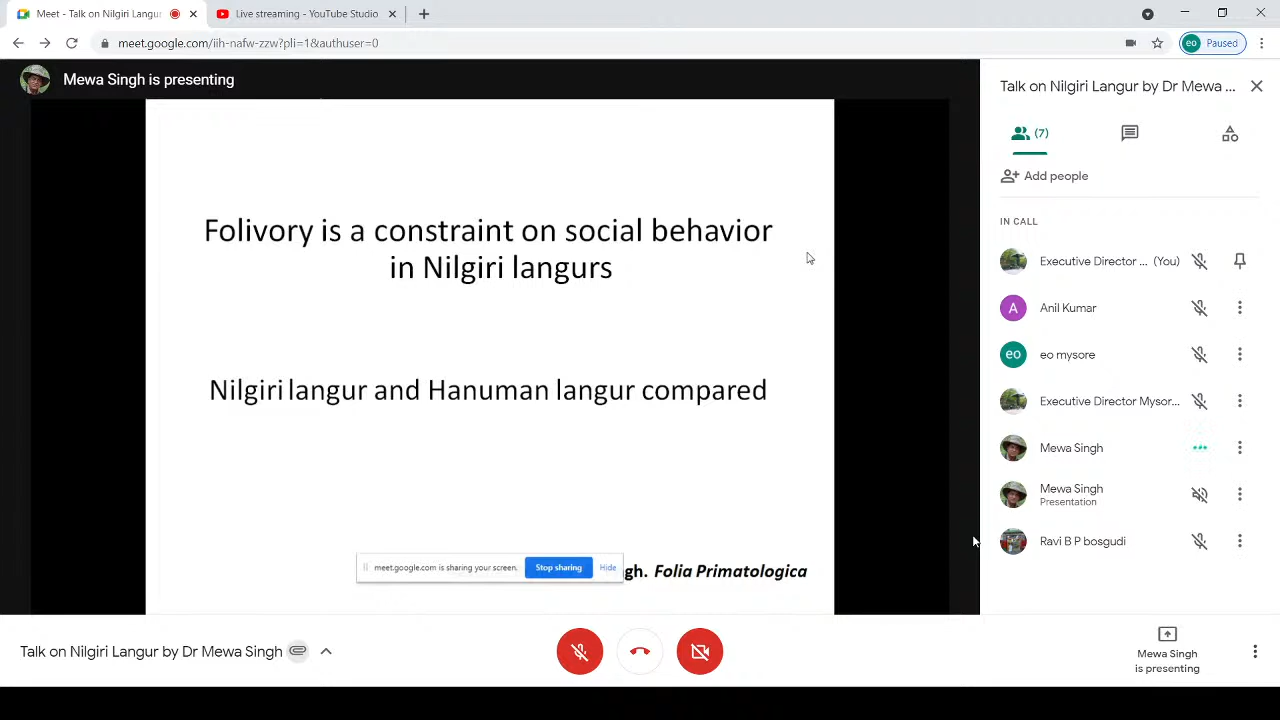 Meet - Talk on Nilgiri Langur
Live streaming - YouTube Studio
meet.google.com/iih-nafw-zzw?pli=1&authuser=0
eo Paused
Mewa Singh is presenting
Folivory is a constraint on social behavior
in Nilgiri langurs
Nilgiri langur and Hanuman langur compared
meet.google.com is sharing your screen. Stop sharing Hide
gh. Folia Primatologica
Talk on Nilgiri Langur by Dr Mewa ...
(7)
Add people
IN CALL
Executive Director ... (You)
A Anil Kumar
eo eo mysore
Executive Director Mysor...
Mewa Singh
Mewa Singh
Presentation
Ravi B P bosgudi
Talk on Nilgiri Langur by Dr Mewa Singh
Mewa Singh
is presenting